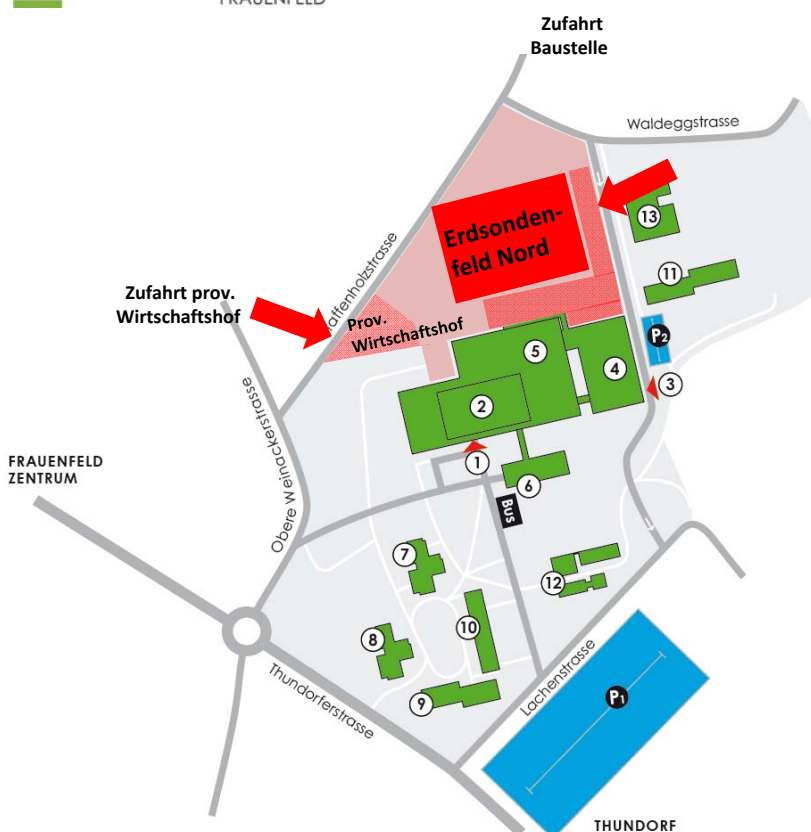 FRAUENFELD
Zufahrt
Baustelle
Waldeggstrasse
13
Erdsonden-
feld Nord
11
affenholzstrasse
Zufahrt prov.
Wirtschaftshof
Prov.
Wirtschaftshof
P2
5
4
3
2
1
6
Bus
FRAUENFELD
ZENTRUM
Obere Weinackerstrasse
7
12
10
8
9
Lachenstrasse
P1
Thundorferstrasse
THUNDORF